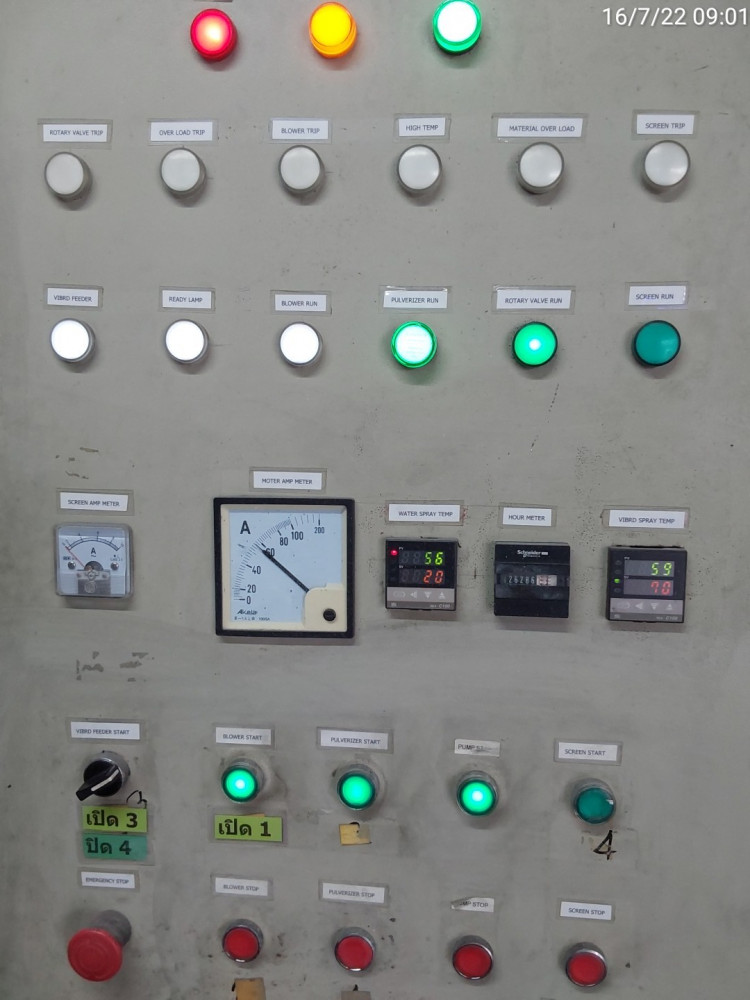 16/7/22 09:01
ROTARY VALVE TRIP
OVER LOAD TRIP
BLOWER TRIP
HIGH TEMP
MATERIAL OVER LOAD
SCREEN TRIP
VIBRO FEEDER
READY LAMP
BLOWER RUN
PULVERIZER RUN
ROTARY VALVE RUN
SCREEN RUN
SCREEN AMP METER
MOTER AMP METER
WATER SPRAY TEMP
HOUR METER
VIBRO SPRAY TEMP
A
A
0
20
40
60
80
100
200
56
20
Schneider
59
70
VIBRO FEEDER START
BLOWER START
PULVERIZER START
PUMP
SCREEN START
เปิด 3
ปิด 4
เปิด 1
4
EMERGENCY STOP
BLOWER STOP
PULVERIZER STOP
STOP
SCREEN STOP